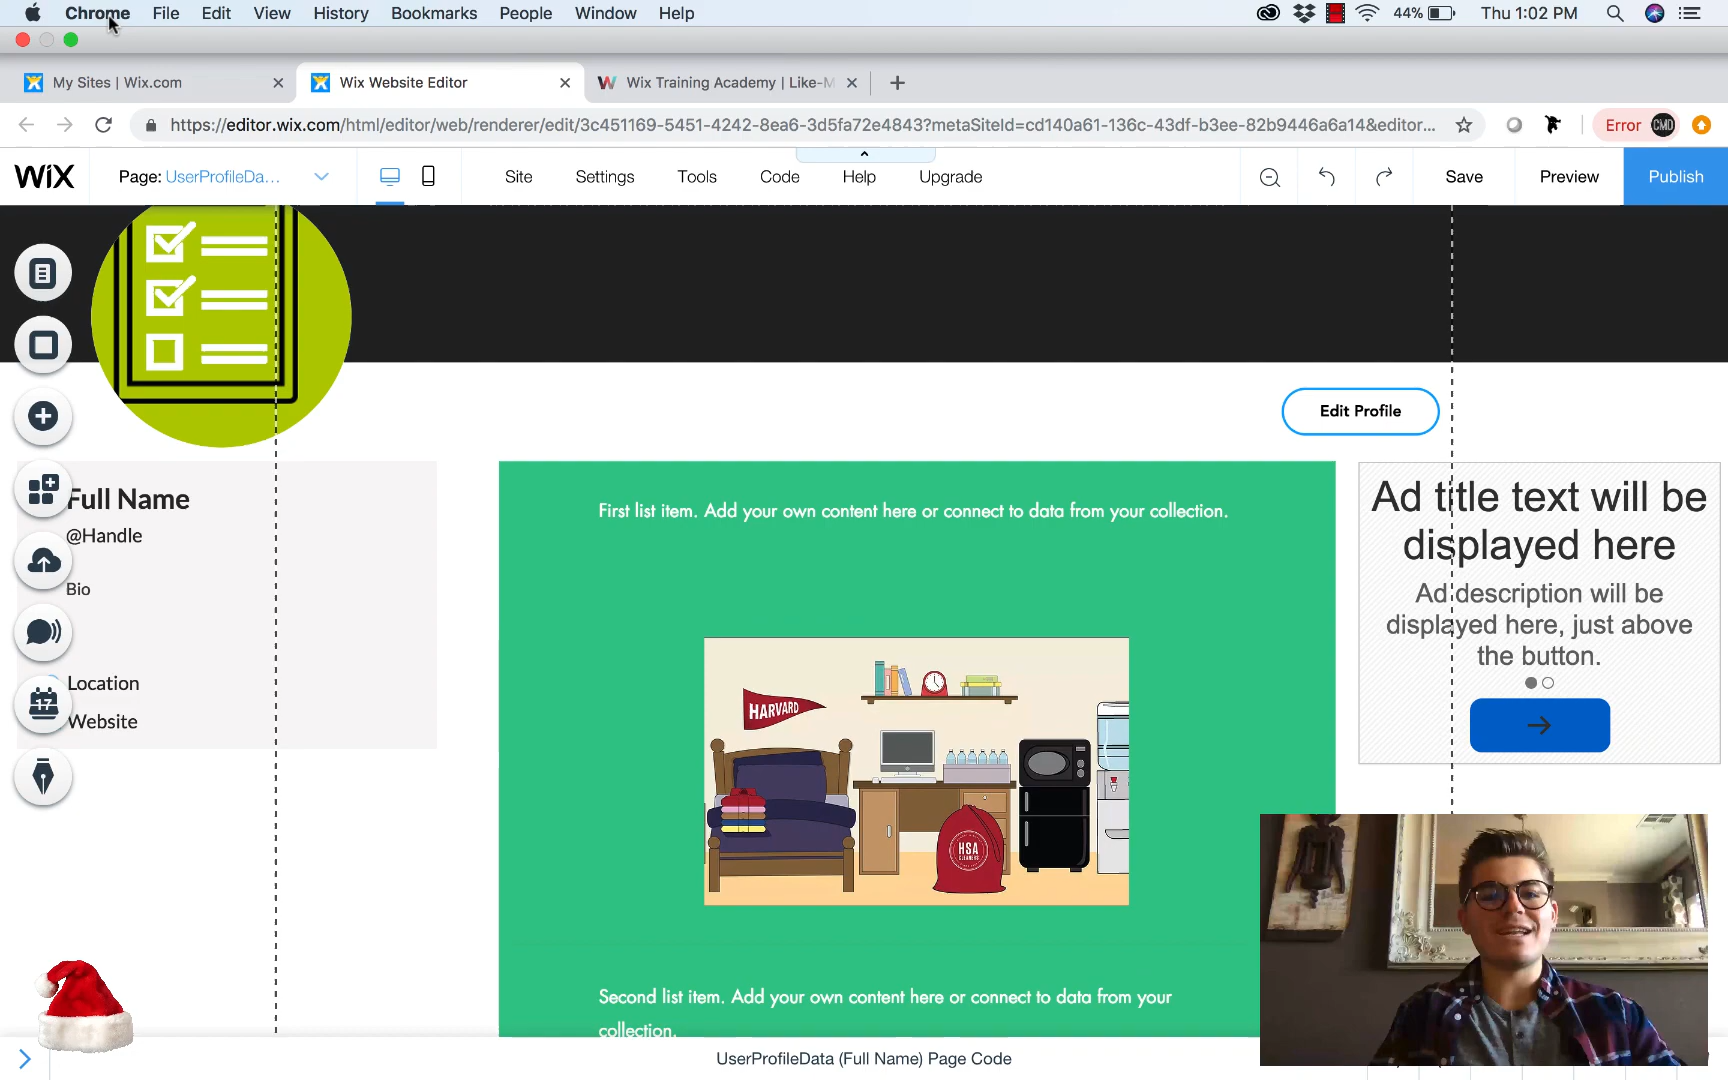 Chrome File Edit View History Bookmarks People Window Help 44% Thu 1:02 PM
My Sites | Wix.com Wix Website Editor Wix Training Academy | Like-M
https://editor.wix.com/html/editor/web/renderer/edit/3c451169-5451-4242-8ea6-3d5fa72e4843?metaSiteId=cd140a61-136c-43df-b3ee-82b9446a6a14&editor... Error CMD
WiX Page: UserProfileDa... Site Settings Tools Code Help Upgrade Save Preview Publish
Edit Profile
Full Name
@Handle
Bio
Location
Website
17
First list item. Add your own content here or connect to data from your collection.
HARVARD
HSA
CLEANERS
Second list item. Add your own content here or connect to data from your
collection.
Ad title text will be
displayed here
Ad description will be
displayed here, just above
the button.
UserProfileData (Full Name) Page Code